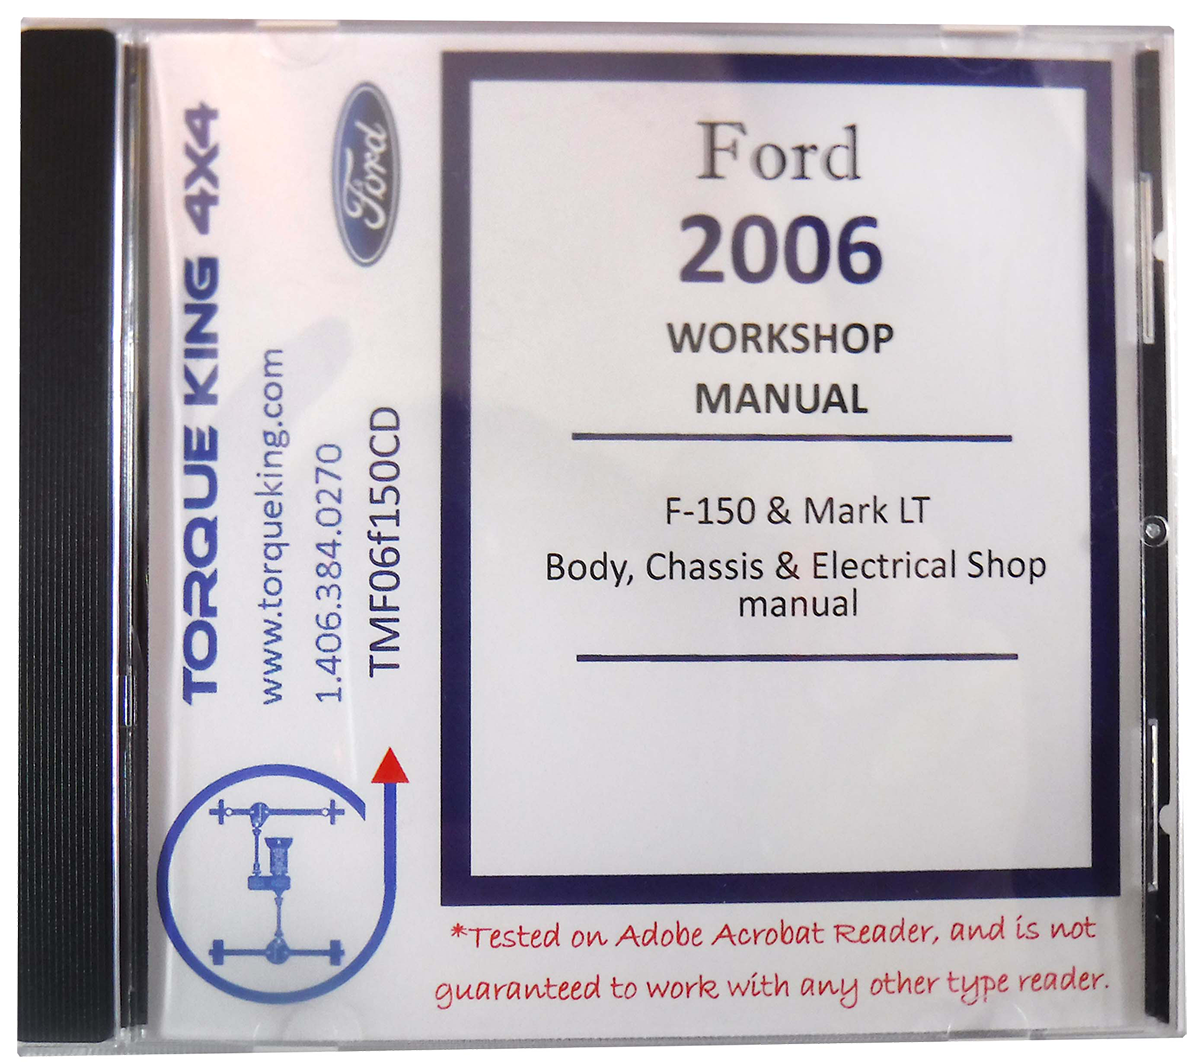 TORQUE KING 4X4
www.torqueking.com
1.406.384.0270
TMF06f150CD
Ford
Ford
2006
WORKSHOP
MANUAL
F-150 & Mark LT
Body, Chassis & Electrical Shop
manual
*Tested on Adobe Acrobat Reader, and is not
guaranteed to work with any other type reader.